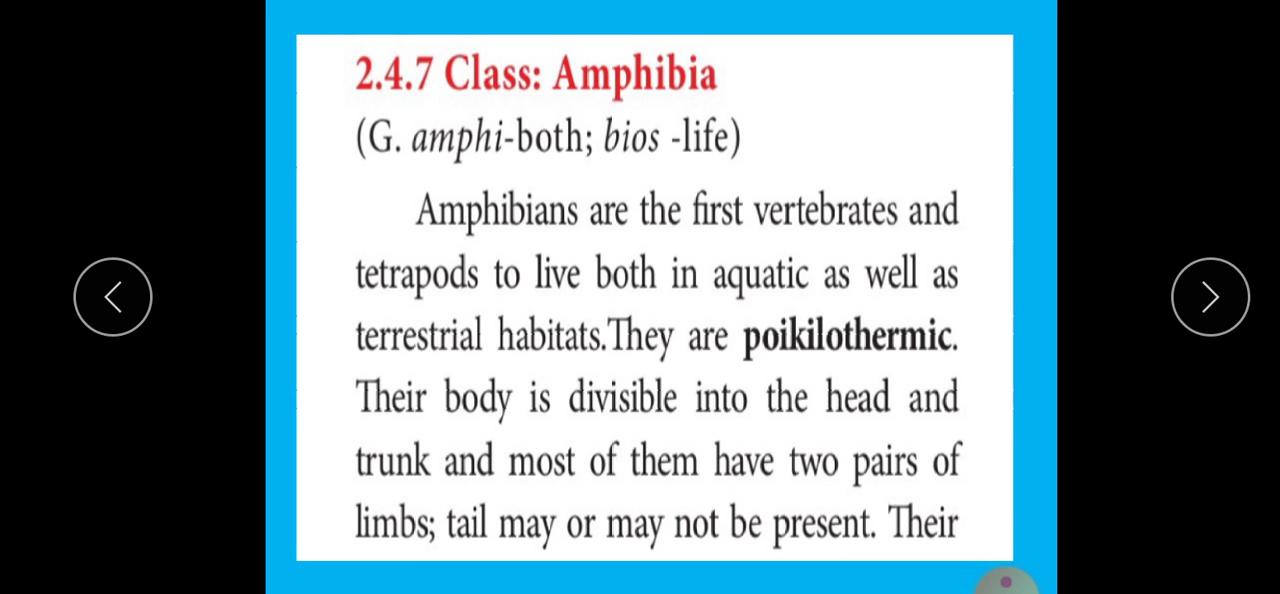 2.4.7 Class: Amphibia
(G. amphi-both; bios -life)
Amphibians are the first vertebrates and
tetrapods to live both in aquatic as well as
terrestrial habitats.They are poikilothermic.
Their body is divisible into the head and
trunk and most of them have two pairs of
limbs; tail may or may not be present. Their